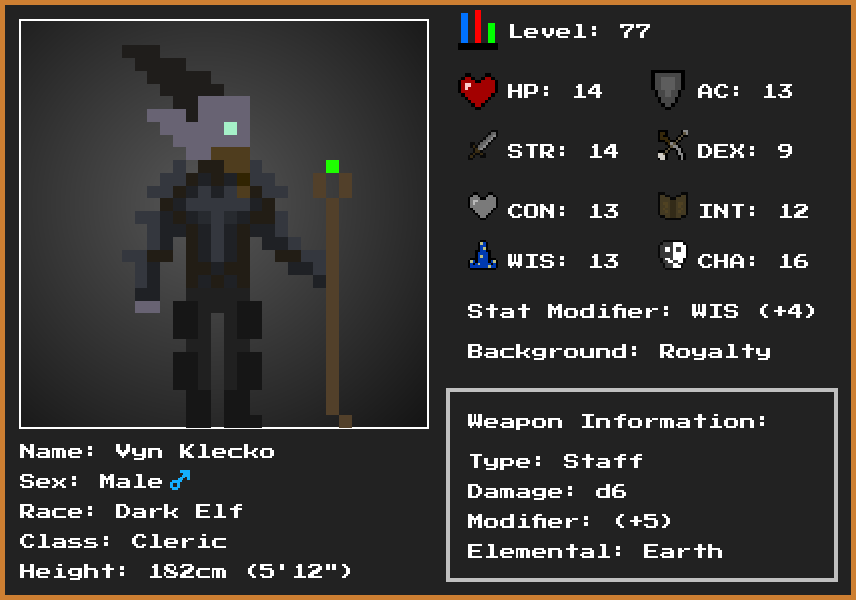 Level: 77
HP: 14 AC: 13
STR: 14 DEX: 9
CON: 13 INT: 12
WIS: 13 CHA: 16
Stat Modifier: WIS (+4)
Background: Royalty
Weapon Information:
Type: Staff
Damage: d6
Modifier: (+5)
Elemental: Earth
Name: Vyn Klecko
Sex: Male ♂
Race: Dark Elf
Class: Cleric
Height: 182cm (5'12")